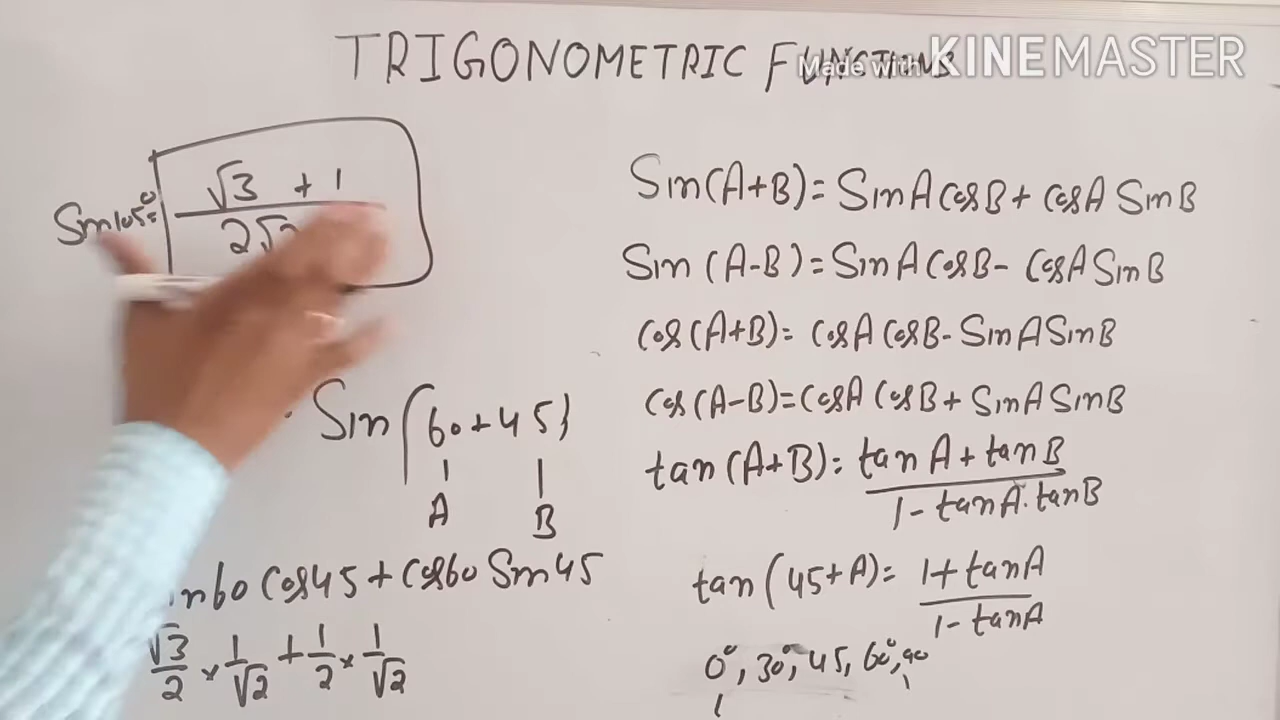 TRIGONOMETRIC FUNCTIONS
Made with KINEMASTER
Sin105° = √3 + 1 / 2√2
Sin(60+45)
A B
60 Cos45 + Cos60 Sin45
√3/2 × 1/√2 + 1/2 × 1/√2
Sin(A+B) = SinA CosB + CosA SinB
Sin(A-B) = SinA CosB - CosA SinB
Cos(A+B) = CosA CosB - SinA SinB
Cos(A-B) = CosA CosB + SinA SinB
tan(A+B) = tanA + tanB / 1 - tanA.tanB
tan(45+A) = 1+tanA / 1-tanA
0°, 30°, 45, 60°, 90